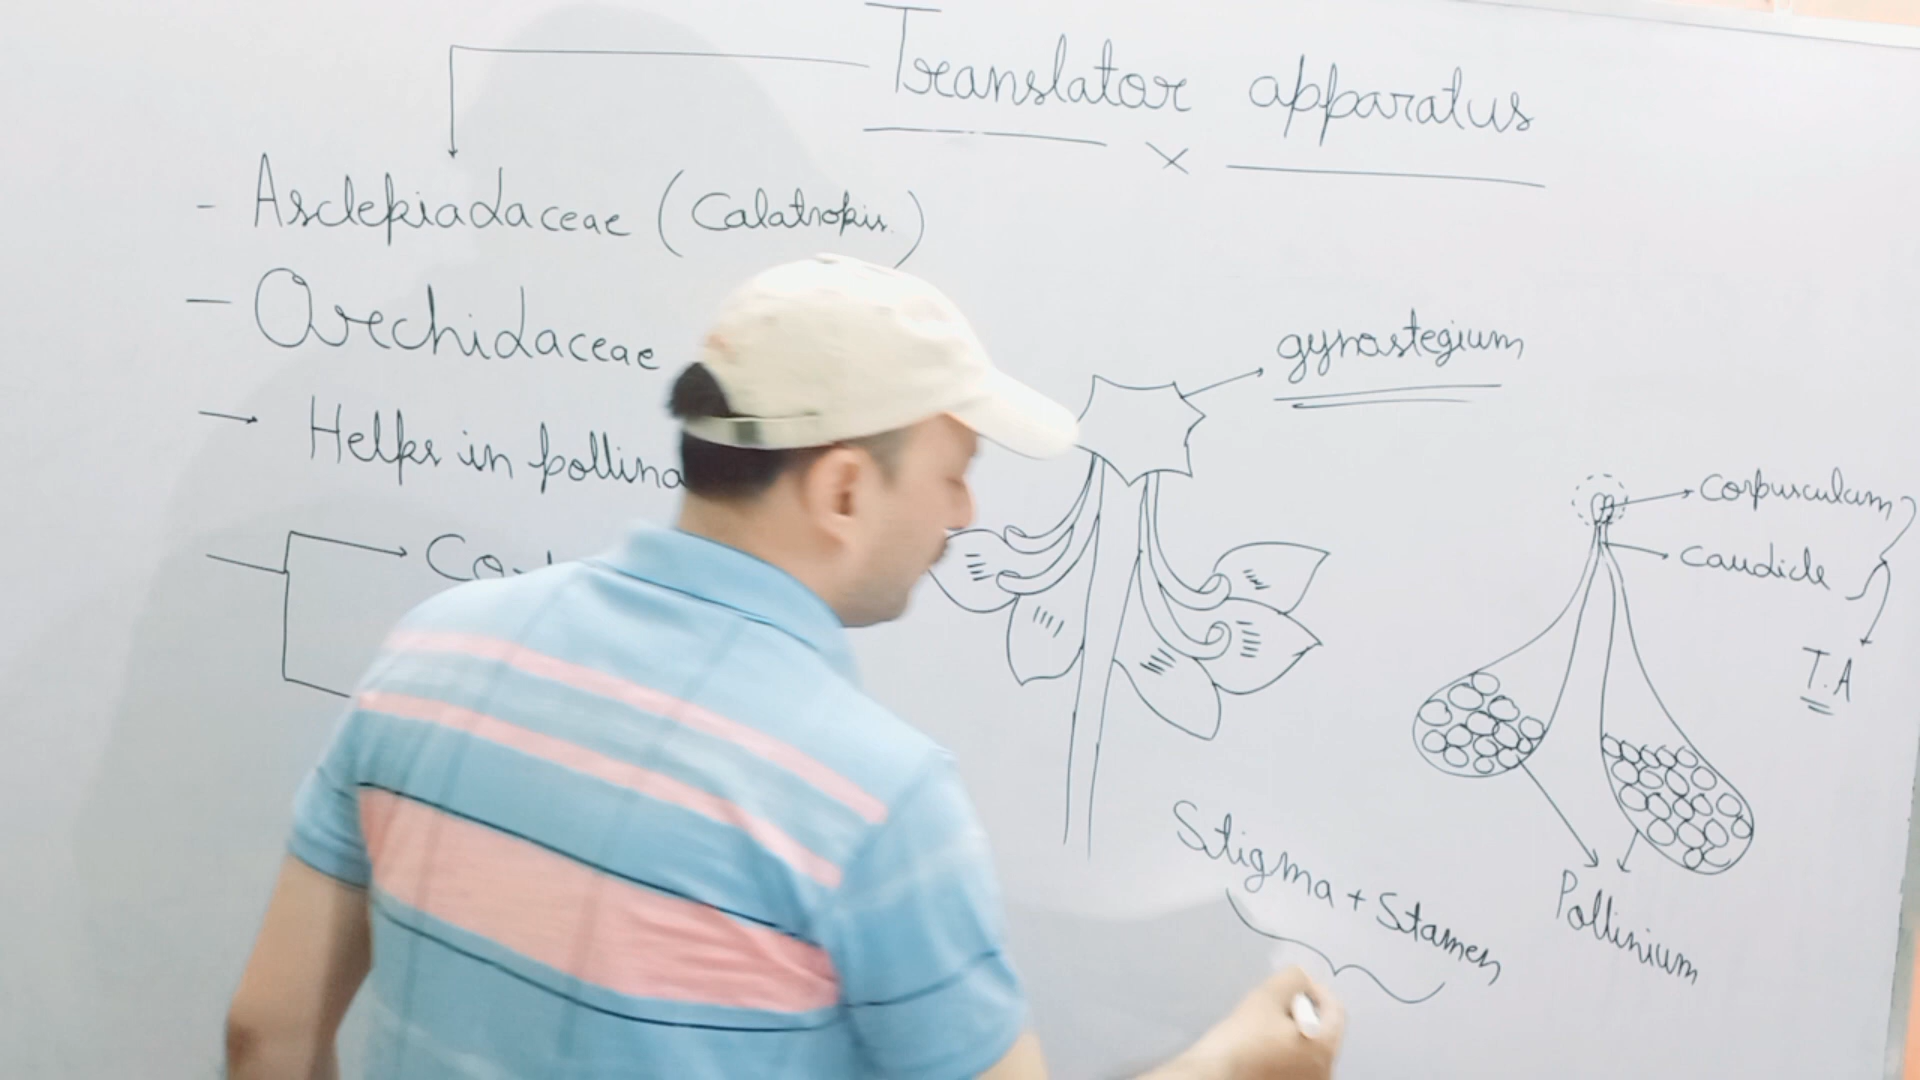 Translator apparatus
- Asclepiadaceae (Calatropis)
- Orchidaceae
→ Helps in pollina
gynostegium
corpusculum
caudicle
T.A
Stigma + Stamen
Pollinium